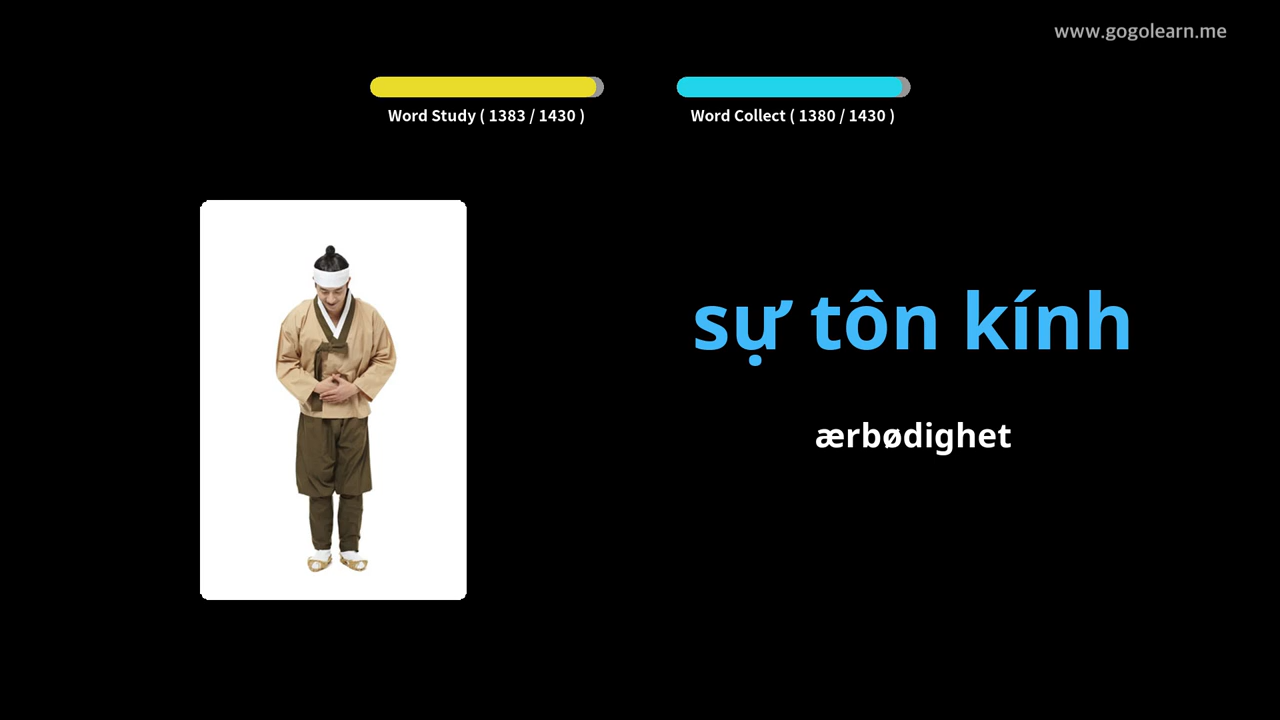 www.gogolearn.me
Word Study ( 1383 / 1430 )
Word Collect ( 1380 / 1430 )
sự tôn kính
ærbødighet